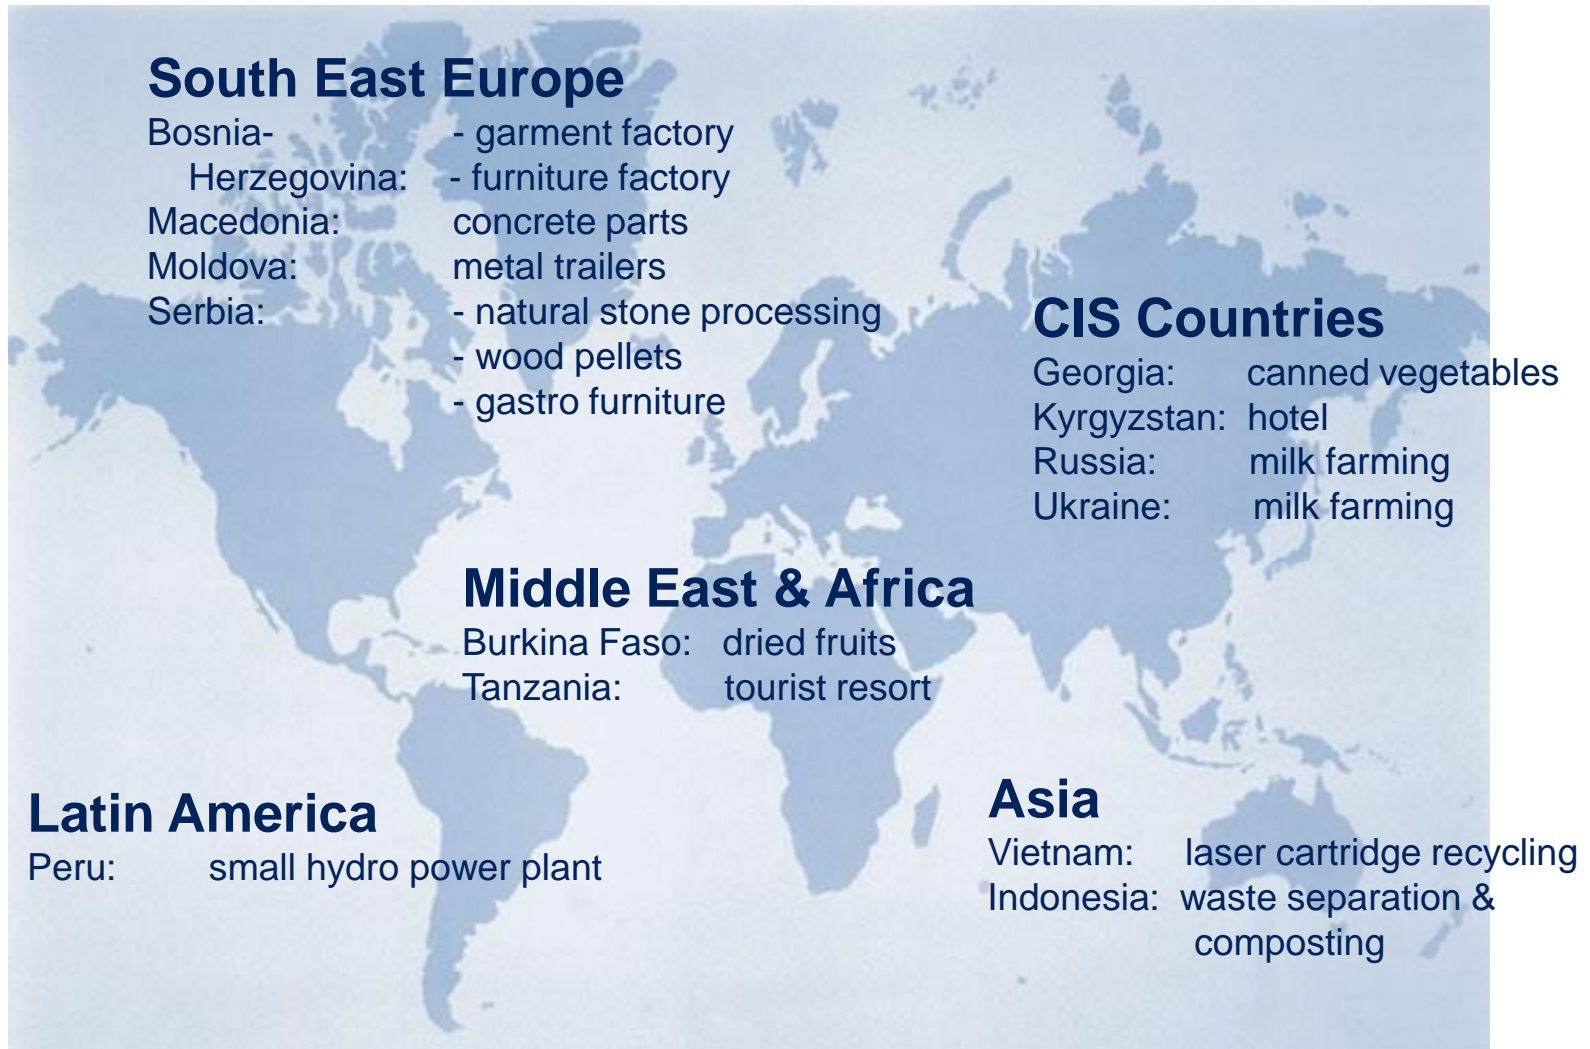 South East Europe
Bosnia- - garment factory
Herzegovina: - furniture factory
Macedonia: concrete parts
Moldova: metal trailers
Serbia: - natural stone processing
- wood pellets
- gastro furniture
CIS Countries
Georgia: canned vegetables
Kyrgyzstan: hotel
Russia: milk farming
Ukraine: milk farming
Middle East & Africa
Burkina Faso: dried fruits
Tanzania: tourist resort
Latin America
Peru: small hydro power plant
Asia
Vietnam: laser cartridge recycling
Indonesia: waste separation &
composting